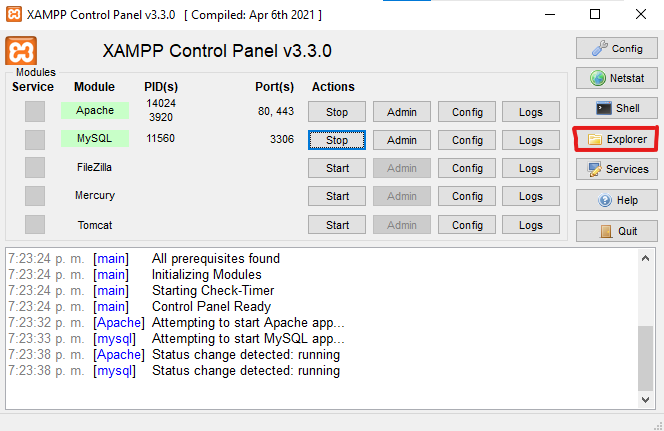 XAMPP Control Panel v3.3.0 [ Compiled: Apr 6th 2021 ]
XAMPP Control Panel v3.3.0
Modules
Service Module PID(s) Port(s) Actions
Apache 14024 3920 80, 443 Stop Admin Config Logs
MySQL 11560 3306 Stop Admin Config Logs
FileZilla Start Admin Config Logs
Mercury Start Admin Config Logs
Tomcat Start Admin Config Logs
Config
Netstat
Shell
Explorer
Services
Help
Quit
7:23:24 p. m. [main] All prerequisites found
7:23:24 p. m. [main] Initializing Modules
7:23:24 p. m. [main] Starting Check-Timer
7:23:24 p. m. [main] Control Panel Ready
7:23:32 p. m. [Apache] Attempting to start Apache app...
7:23:33 p. m. [mysql] Attempting to start MySQL app...
7:23:38 p. m. [Apache] Status change detected: running
7:23:38 p. m. [mysql] Status change detected: running